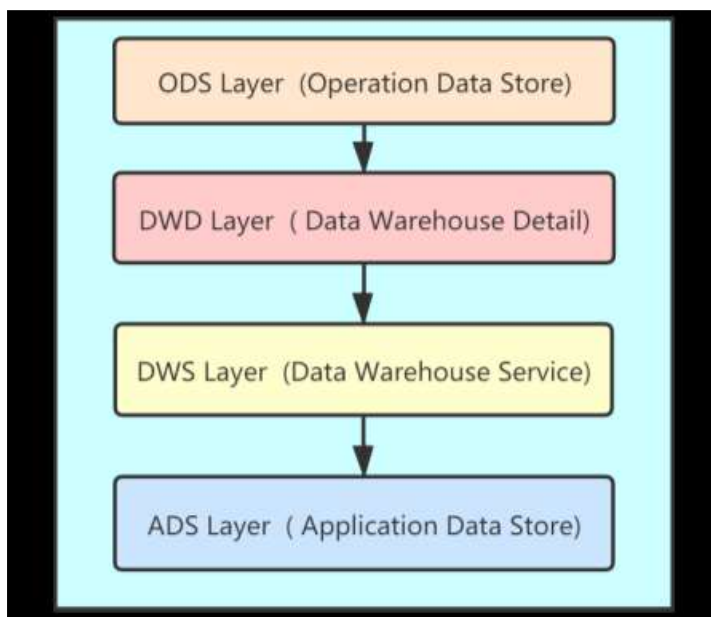 ODS Layer (Operation Data Store)
DWD Layer ( Data Warehouse Detail)
DWS Layer (Data Warehouse Service)
ADS Layer ( Application Data Store)